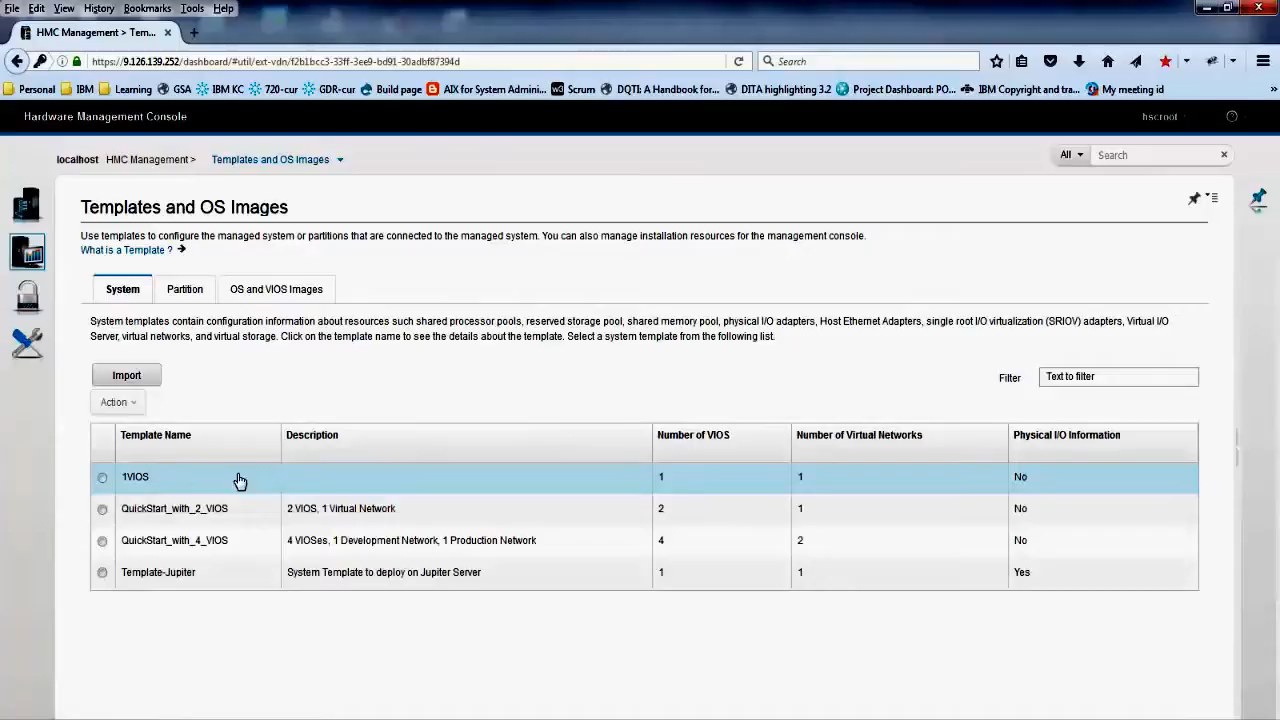 File Edit View History Bookmarks Tools Help
HMC Management > Tem... × +
https://9.126.139.252/dashboard/#util/ext-vdn/f2b1bcc3-33ff-3ee9-bd91-30adbf87394d Search
Personal IBM Learning GSA IBM KC 720-cur GDR-cur Build page AIX for System Admini... w3 Scrum DQTI: A Handbook for... DITA highlighting 3.2 Project Dashboard: PO... IBM Copyright and tra... My meeting id »
Hardware Management Console hscroot ?
localhost HMC Management > Templates and OS Images All Search ×
Templates and OS Images
Use templates to configure the managed system or partitions that are connected to the managed system. You can also manage installation resources for the management console.
What is a Template ?
System Partition OS and VIOS Images
System templates contain configuration information about resources such shared processor pools, reserved storage pool, shared memory pool, physical I/O adapters, Host Ethernet Adapters, single root I/O virtualization (SRIOV) adapters, Virtual I/O
Server, virtual networks, and virtual storage. Click on the template name to see the details about the template. Select a system template from the following list.
Import
Filter Text to filter
Action
Template Name Description Number of VIOS Number of Virtual Networks Physical I/O Information
1VIOS 1 1 No
QuickStart_with_2_VIOS 2 VIOS, 1 Virtual Network 2 1 No
QuickStart_with_4_VIOS 4 VIOSes, 1 Development Network, 1 Production Network 4 2 No
Template-Jupiter System Template to deploy on Jupiter Server 1 1 Yes